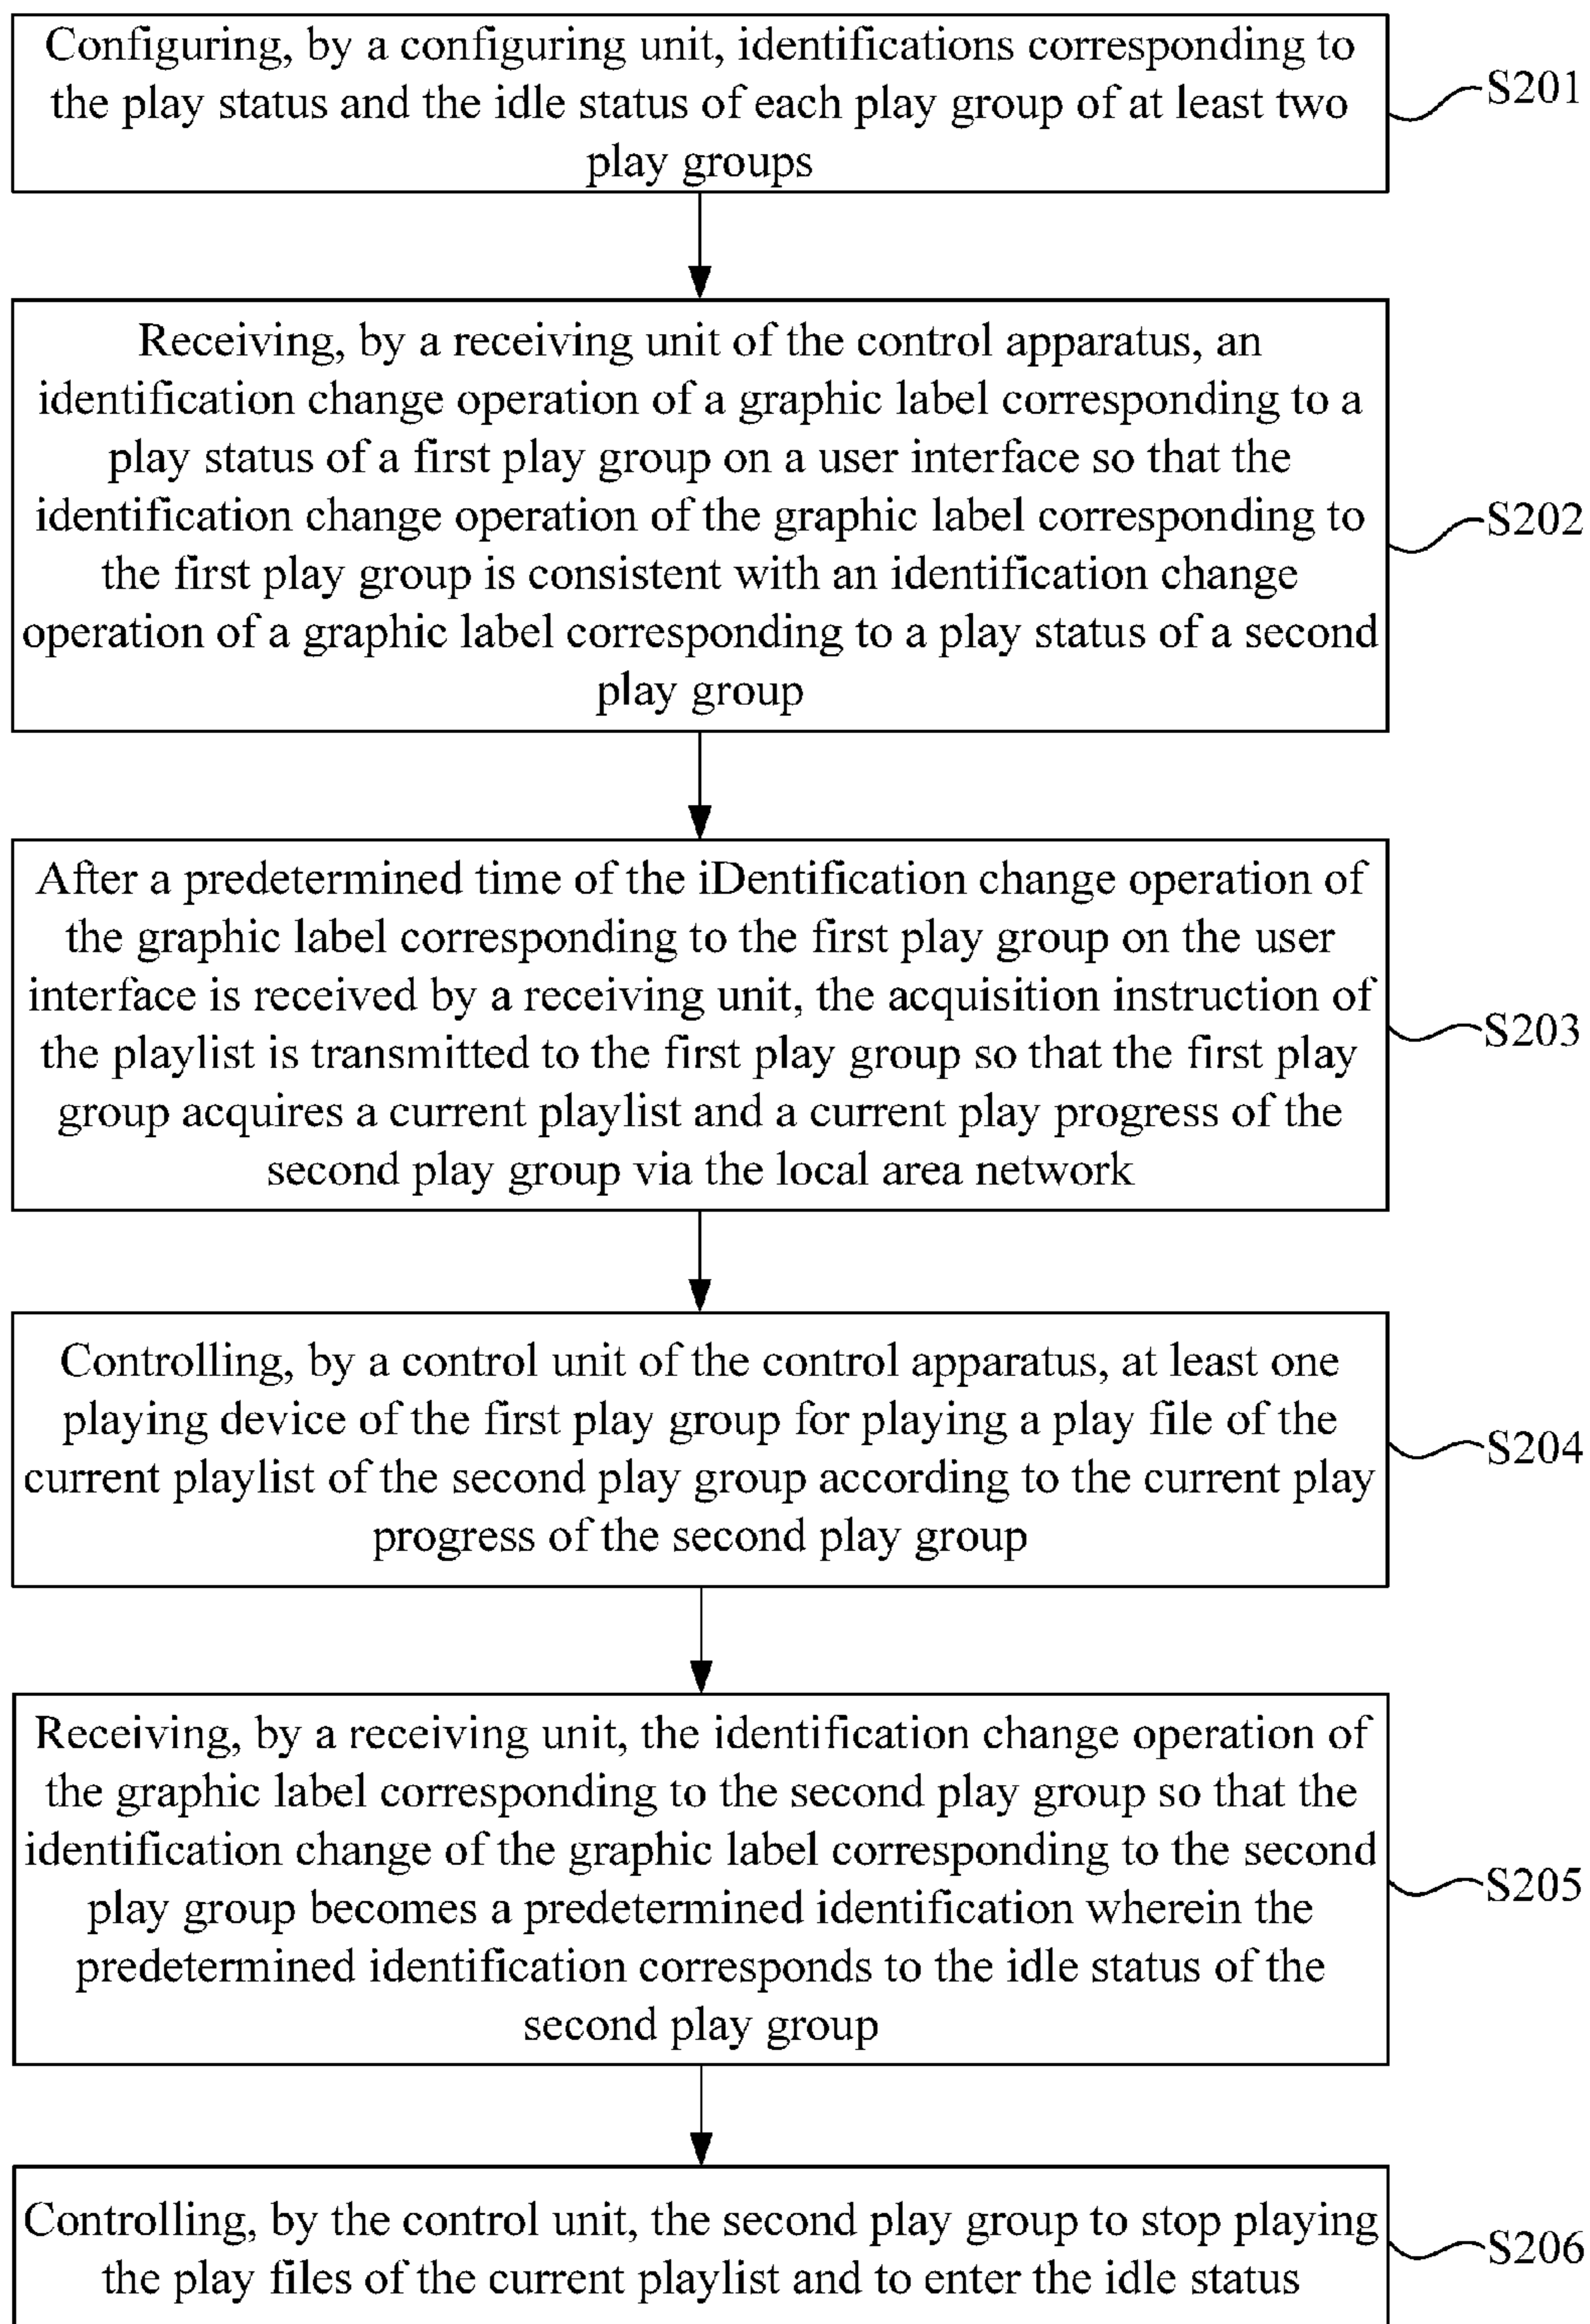 Configuring, by a configuring unit, identifications corresponding to
the play status and the idle status of each play group of at least two
play groups
S201
Receiving, by a receiving unit of the control apparatus, an
identification change operation of a graphic label corresponding to a
play status of a first play group on a user interface so that the
identification change operation of the graphic label corresponding to
the first play group is consistent with an identification change
operation of a graphic label corresponding to a play status of a second
play group
S202
After a predetermined time of the iDentification change operation of
the graphic label corresponding to the first play group on the user
interface is received by a receiving unit, the acquisition instruction of
the playlist is transmitted to the first play group so that the first play
group acquires a current playlist and a current play progress of the
second play group via the local area network
S203
Controlling, by a control unit of the control apparatus, at least one
playing device of the first play group for playing a play file of the
current playlist of the second play group according to the current play
progress of the second play group
S204
Receiving, by a receiving unit, the identification change operation of
the graphic label corresponding to the second play group so that the
identification change of the graphic label corresponding to the second
play group becomes a predetermined identification wherein the
predetermined identification corresponds to the idle status of the
second play group
S205
Controlling, by the control unit, the second play group to stop playing
the play files of the current playlist and to enter the idle status
S206